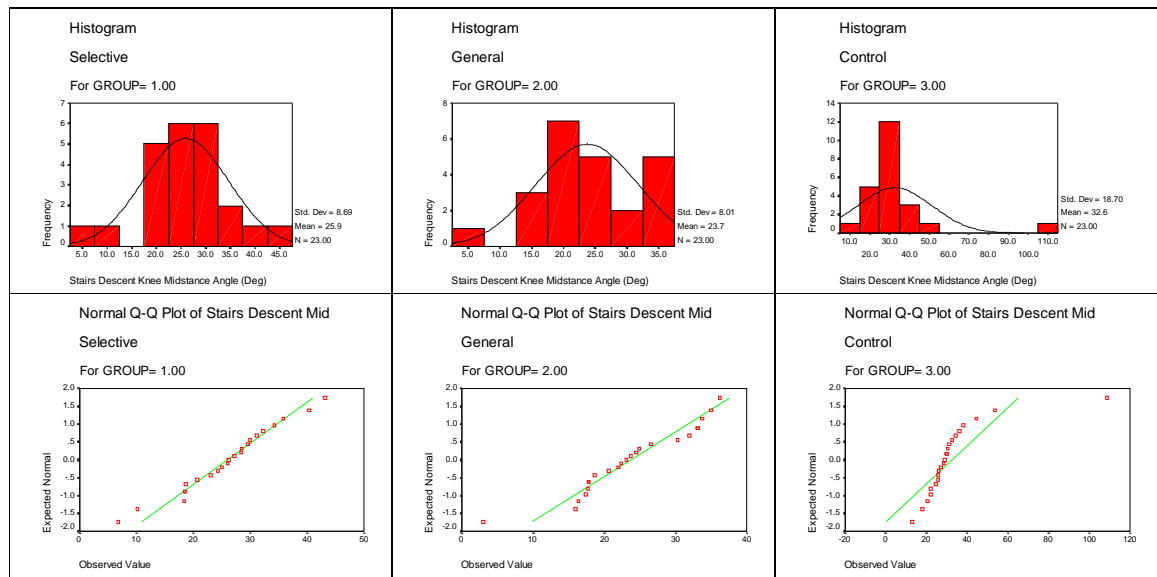 Histogram
Selective
For GROUP= 1.00
7
6
5
4
3
2
1
0
Frequency
5.0 10.0 15.0 20.0 25.0 30.0 35.0 40.0 45.0
Std. Dev = 8.69
Mean = 25.9
N = 23.00
Stairs Descent Knee Midstance Angle (Deg)
Histogram
General
For GROUP= 2.00
8
6
4
2
0
Frequency
5.0 10.0 15.0 20.0 25.0 30.0 35.0
Std. Dev = 8.01
Mean = 23.7
N = 23.00
Stairs Descent Knee Midstance Angle (Deg)
Histogram
Control
For GROUP= 3.00
14
12
10
8
6
4
2
0
Frequency
10.0 30.0 50.0 70.0 90.0 110.0
20.0 40.0 60.0 80.0 100.0
Std. Dev = 18.70
Mean = 32.6
N = 23.00
Stairs Descent Knee Midstance Angle (Deg)
Normal Q-Q Plot of Stairs Descent Mid
Selective
For GROUP= 1.00
2.0
1.5
1.0
.5
0.0
-.5
-1.0
-1.5
-2.0
Expected Normal
0 10 20 30 40 50
Observed Value
Normal Q-Q Plot of Stairs Descent Mid
General
For GROUP= 2.00
2.0
1.5
1.0
.5
0.0
-.5
-1.0
-1.5
-2.0
Expected Normal
0 10 20 30 40
Observed Value
Normal Q-Q Plot of Stairs Descent Mid
Control
For GROUP= 3.00
2.0
1.5
1.0
.5
0.0
-.5
-1.0
-1.5
-2.0
Expected Normal
-20 0 20 40 60 80 100 120
Observed Value